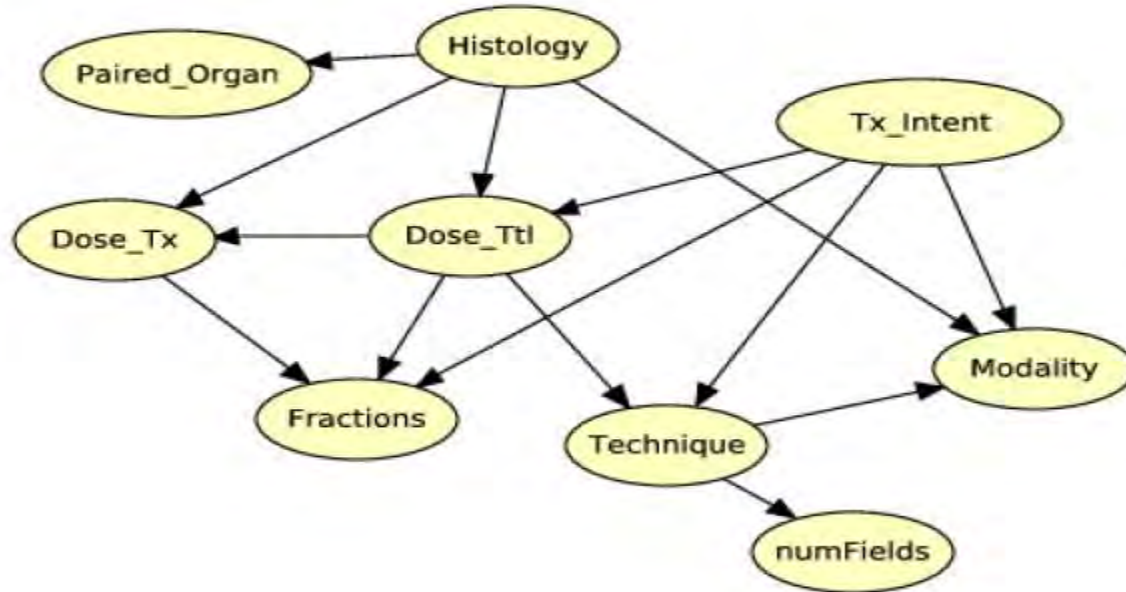 Histology
Paired_Organ
Tx_Intent
Dose_Tx
Dose_Ttl
Modality
Fractions
Technique
numFields